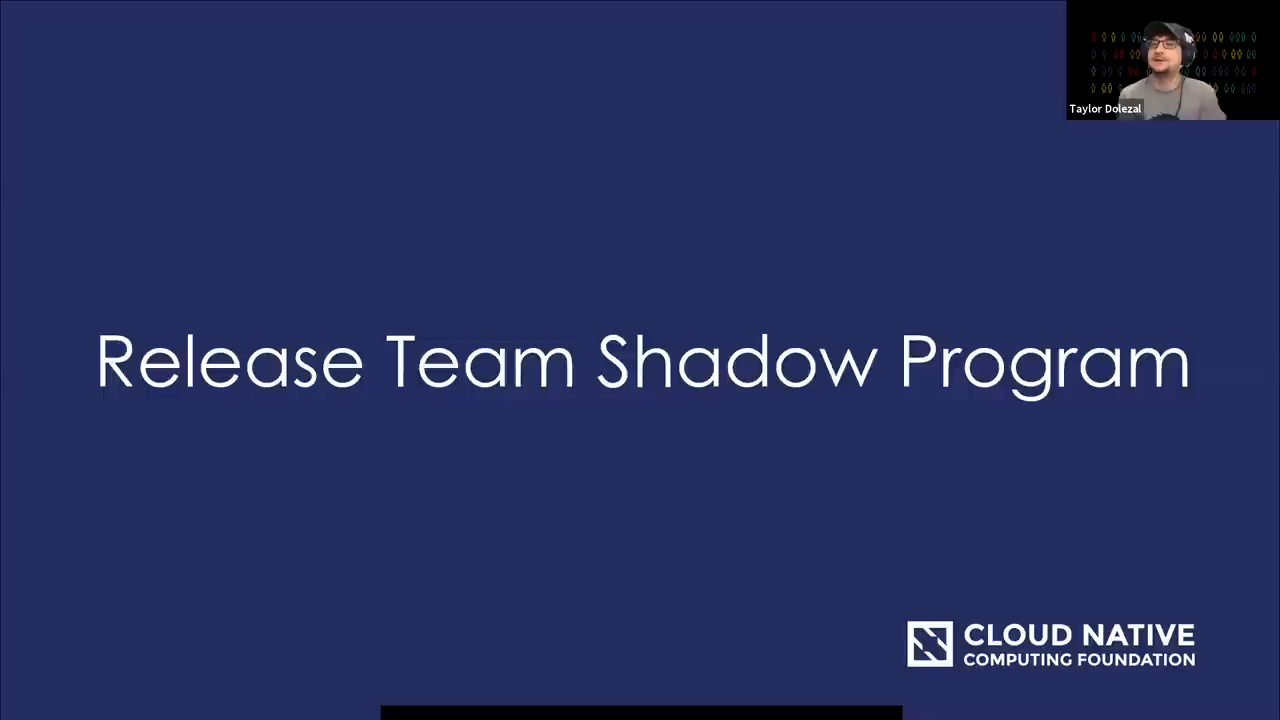 Taylor Dolezal
Release Team Shadow Program
CLOUD NATIVE
COMPUTING FOUNDATION